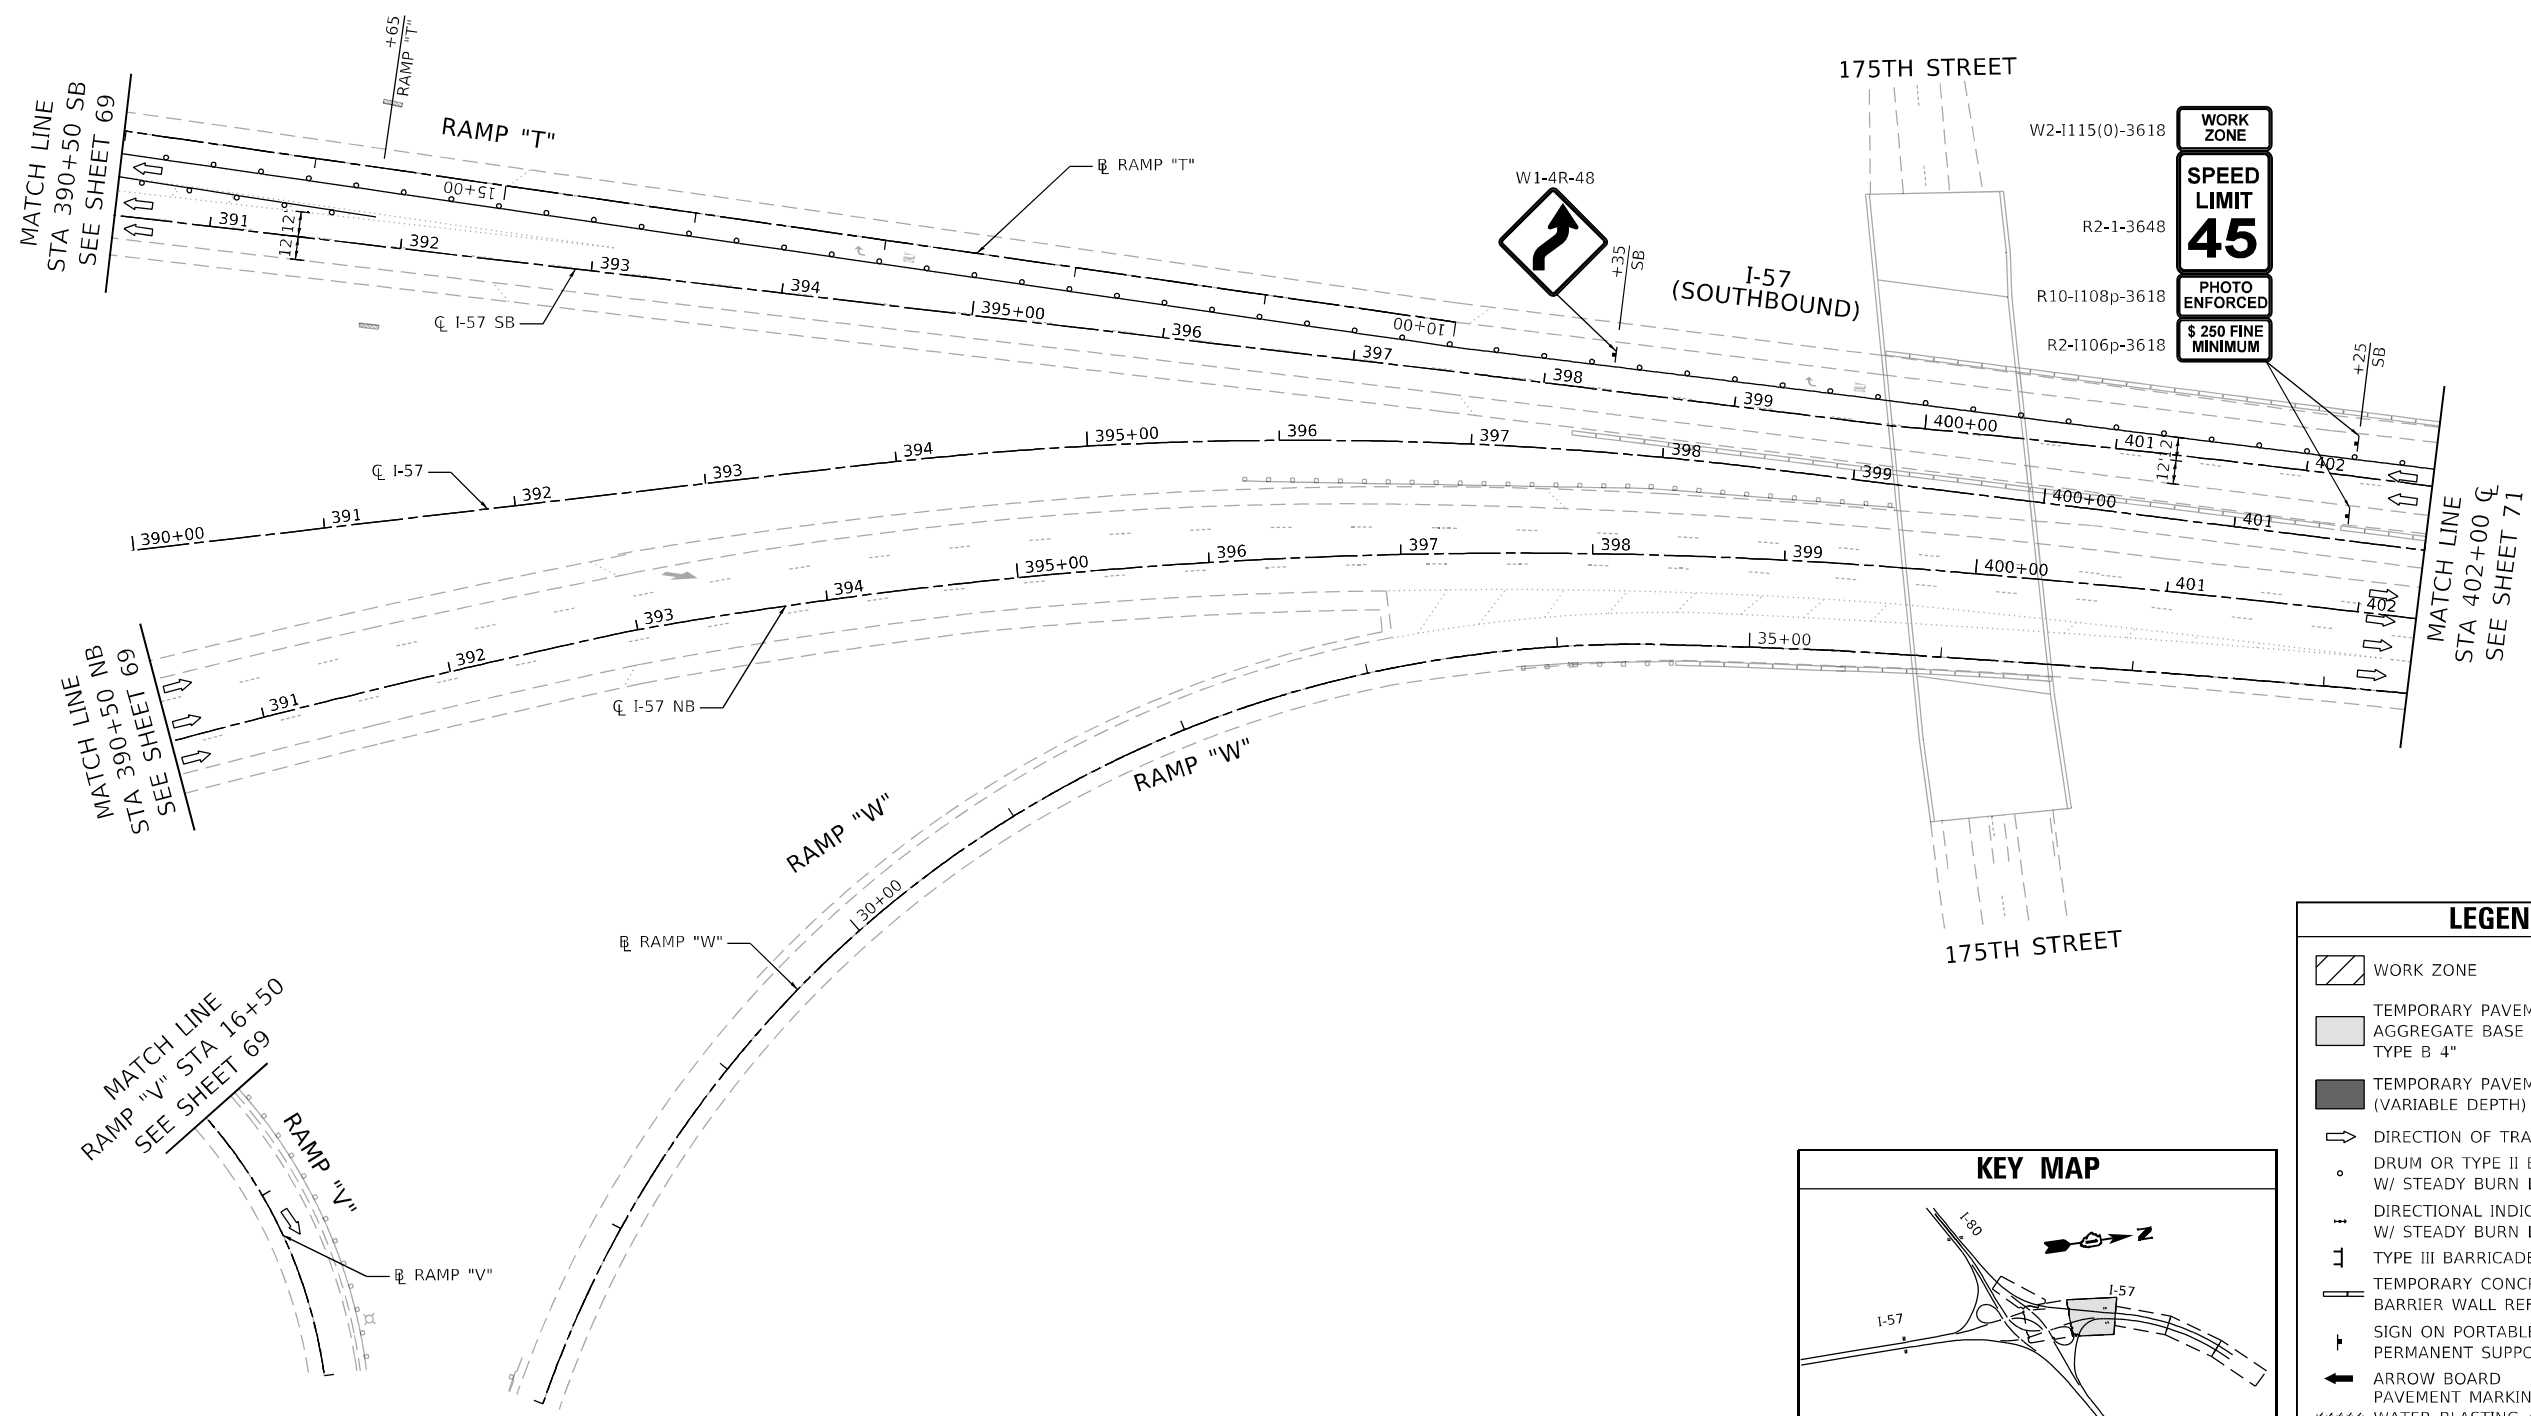 +65
RAMP "T"
MATCH LINE
STA 390+50 SB
SEE SHEET 69
RAMP "T"
15+00
℄ RAMP "T"
391
392
393
394
395+00
396
397
398
399
400+00
401
402
12'
12'
℄ I-57 SB
10+00
W1-4R-48
+35
SB
I-57
(SOUTHBOUND)
175TH STREET
W2-I115(0)-3618
WORK
ZONE
R2-1-3648
SPEED
LIMIT
45
R10-I108p-3618
PHOTO
ENFORCED
R2-I106p-3618
$ 250 FINE
MINIMUM
+25
SB
12'
12'
℄ I-57
390+00
391
392
393
394
395+00
396
397
398
399
400+00
401
MATCH LINE
STA 402+00 ℄
SEE SHEET 71
MATCH LINE
STA 390+50 NB
SEE SHEET 69
391
392
393
394
395+00
396
397
398
399
400+00
401
402
℄ I-57 NB
35+00
RAMP "W"
RAMP "W"
30+00
℄ RAMP "W"
175TH STREET
MATCH LINE
RAMP "V" STA 16+50
SEE SHEET 69
RAMP "V"
℄ RAMP "V"
KEY MAP
I-80
N
I-57
I-57
LEGEN
WORK ZONE
TEMPORARY PAVEM
AGGREGATE BASE
TYPE B 4"
TEMPORARY PAVEM
(VARIABLE DEPTH)
DIRECTION OF TRA
DRUM OR TYPE II B
W/ STEADY BURN L
DIRECTIONAL INDIC
W/ STEADY BURN L
TYPE III BARRICADE
TEMPORARY CONCR
BARRIER WALL REF
SIGN ON PORTABLE
PERMANENT SUPPO
ARROW BOARD
PAVEMENT MARKIN
WATER BLASTING